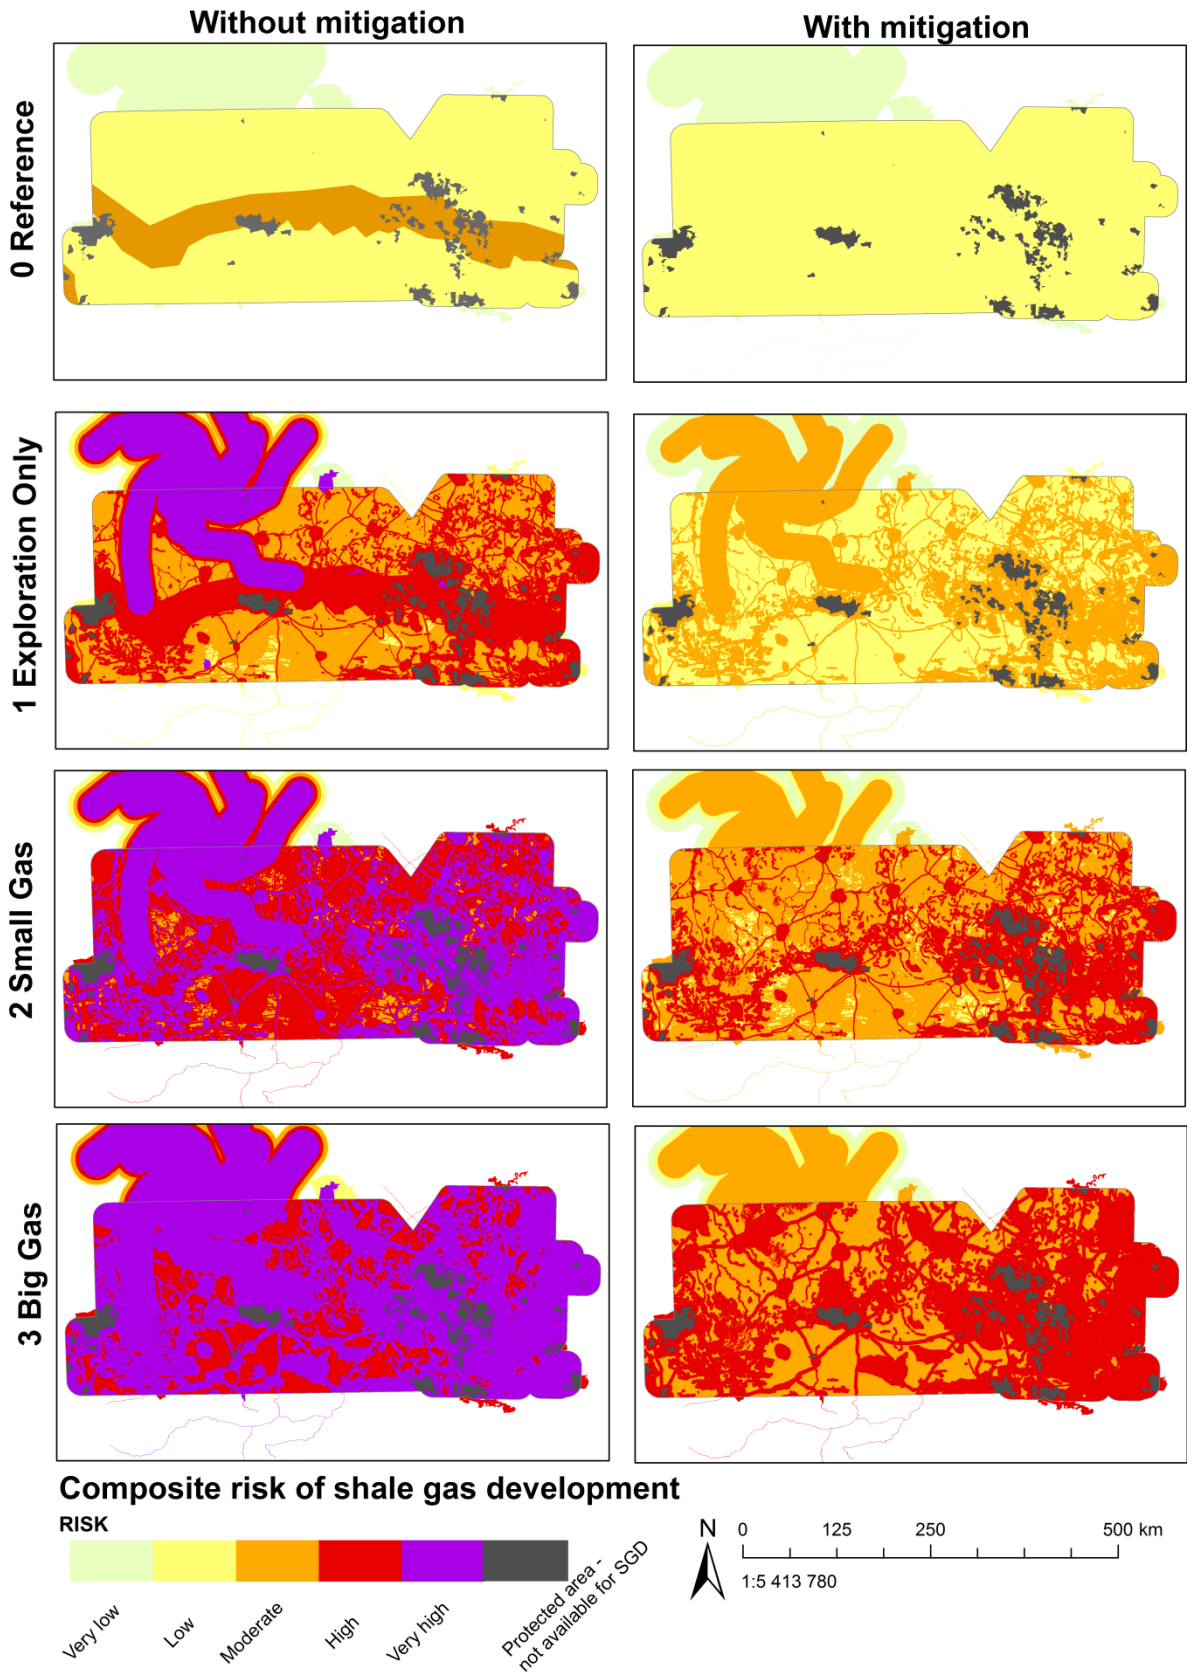 Without mitigation
With mitigation
0 Reference
1 Exploration Only
2 Small Gas
3 Big Gas
Composite risk of shale gas development
RISK
Very low
Low
Moderate
High
Very high
Protected area -
not available for SGD
N
0
125
250
500 km
1:5 413 780